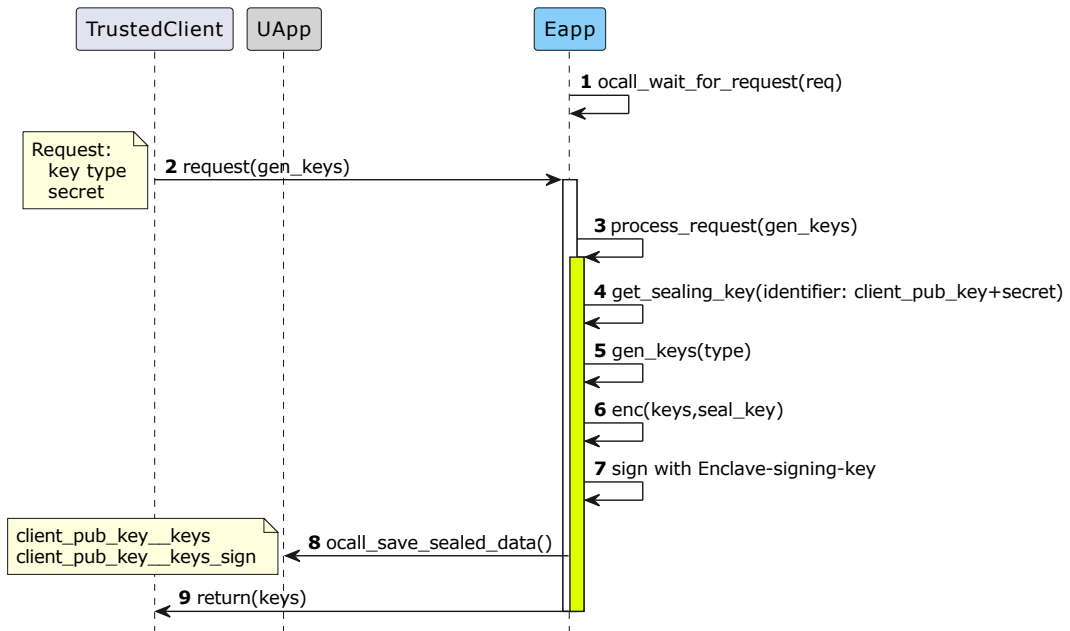 TrustedClient
UApp
Eapp
1 ocall_wait_for_request(req)
Request:
key type
secret
2 request(gen_keys)
3 process_request(gen_keys)
4 get_sealing_key(identifier: client_pub_key+secret)
5 gen_keys(type)
6 enc(keys,seal_key)
7 sign with Enclave-signing-key
client_pub_key__keys
client_pub_key__keys_sign
8 ocall_save_sealed_data()
9 return(keys)